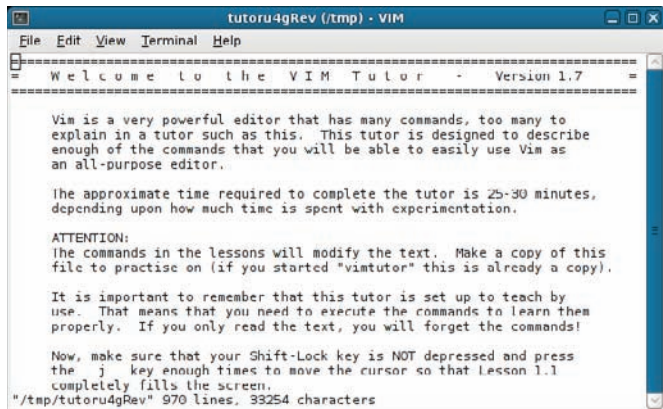 tutoru4gRev (/tmp) - VIM
File Edit View Terminal Help
===============================================================================
=    W e l c o m e   t o   t h e   V I M   T u t o r    -    Version 1.7      =
===============================================================================
Vim is a very powerful editor that has many commands, too many to
explain in a tutor such as this. This tutor is designed to describe
enough of the commands that you will be able to easily use Vim as
an all-purpose editor.
The approximate time required to complete the tutor is 25-30 minutes,
depending upon how much time is spent with experimentation.
ATTENTION:
The commands in the lessons will modify the text. Make a copy of this
file to practise on (if you started "vimtutor" this is already a copy).
It is important to remember that this tutor is set up to teach by
use. That means that you need to execute the commands to learn them
properly. If you only read the text, you will forget the commands!
Now, make sure that your Shift-Lock key is NOT depressed and press
the j key enough times to move the cursor so that Lesson 1.1
completely fills the screen.
"/tmp/tutoru4gRev" 970 lines, 33254 characters